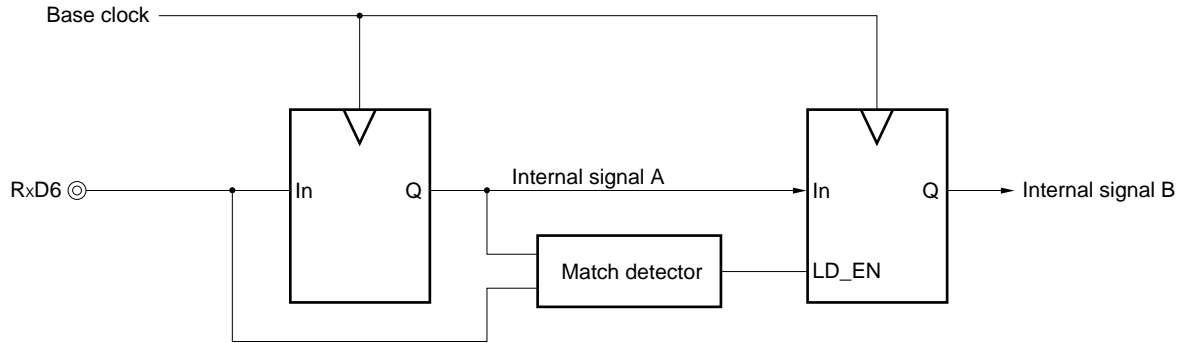 Base clock
RxD6
In
Q
Internal signal A
In
Q
Internal signal B
Match detector
LD_EN